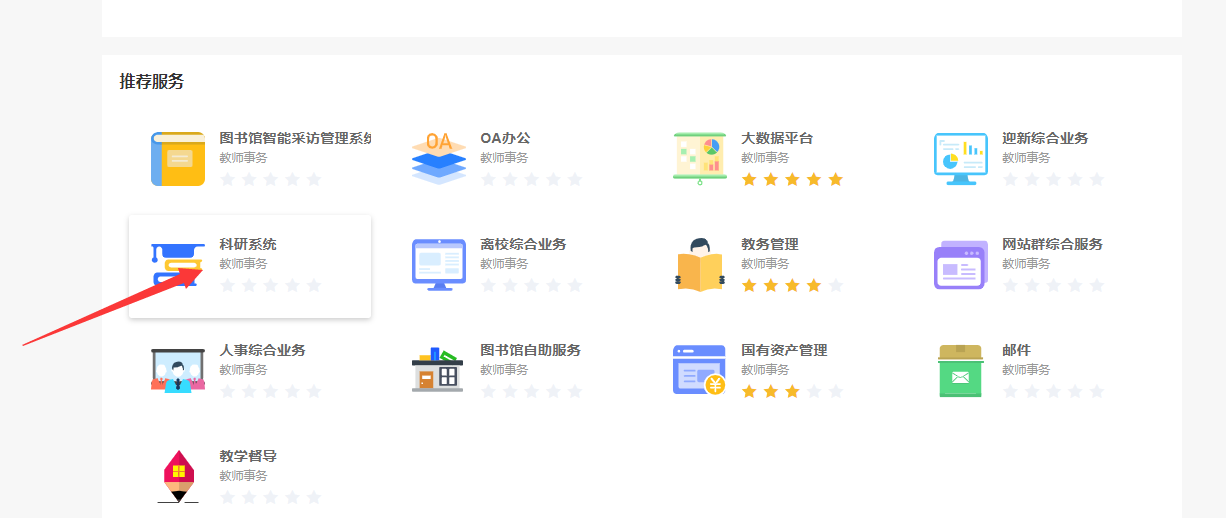 推荐服务
图书馆智能采访管理系统
教师事务
OA
OA办公
教师事务
大数据平台
教师事务
迎新综合业务
教师事务
科研系统
教师事务
离校综合业务
教师事务
教务管理
教师事务
网站群综合服务
教师事务
人事综合业务
教师事务
图书馆自助服务
教师事务
¥
国有资产管理
教师事务
邮件
教师事务
教学督导
教师事务